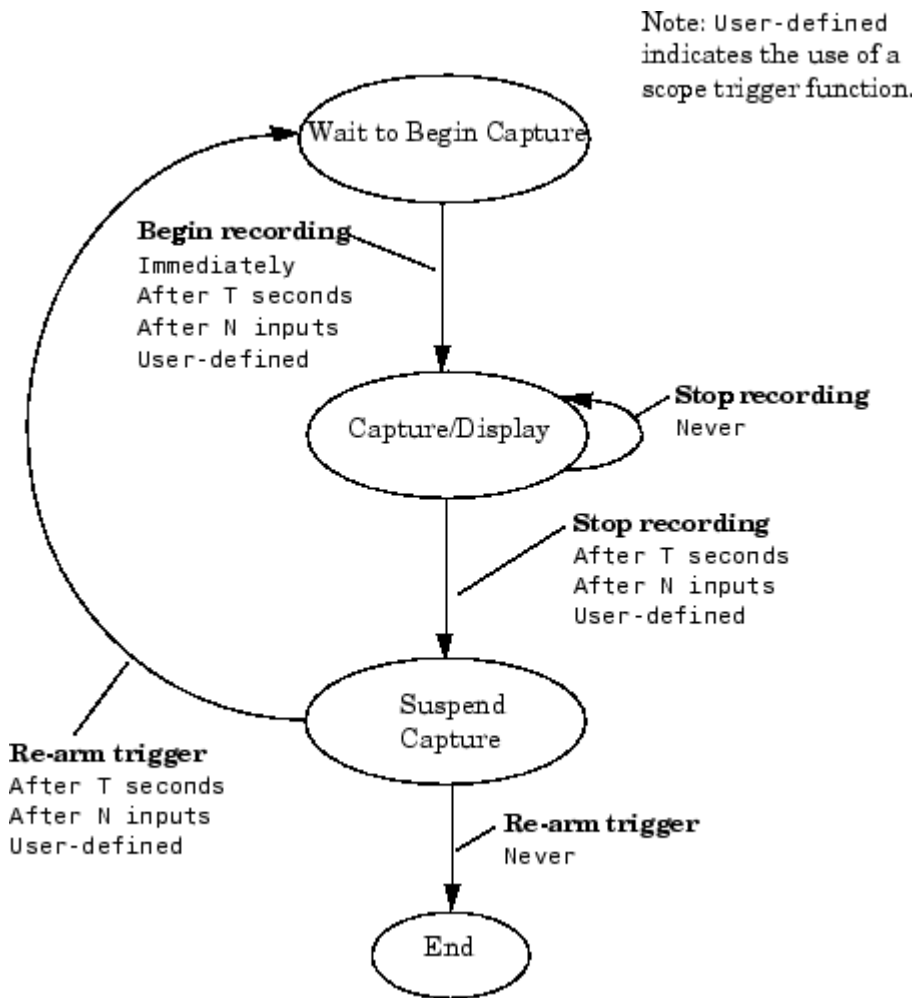 Note: User-defined
indicates the use of a
scope trigger function.
Wait to Begin Capture
Begin recording
Immediately
After T seconds
After N inputs
User-defined
Capture/Display
Stop recording
Never
Stop recording
After T seconds
After N inputs
User-defined
Suspend
Capture
Re-arm trigger
After T seconds
After N inputs
User-defined
Re-arm trigger
Never
End